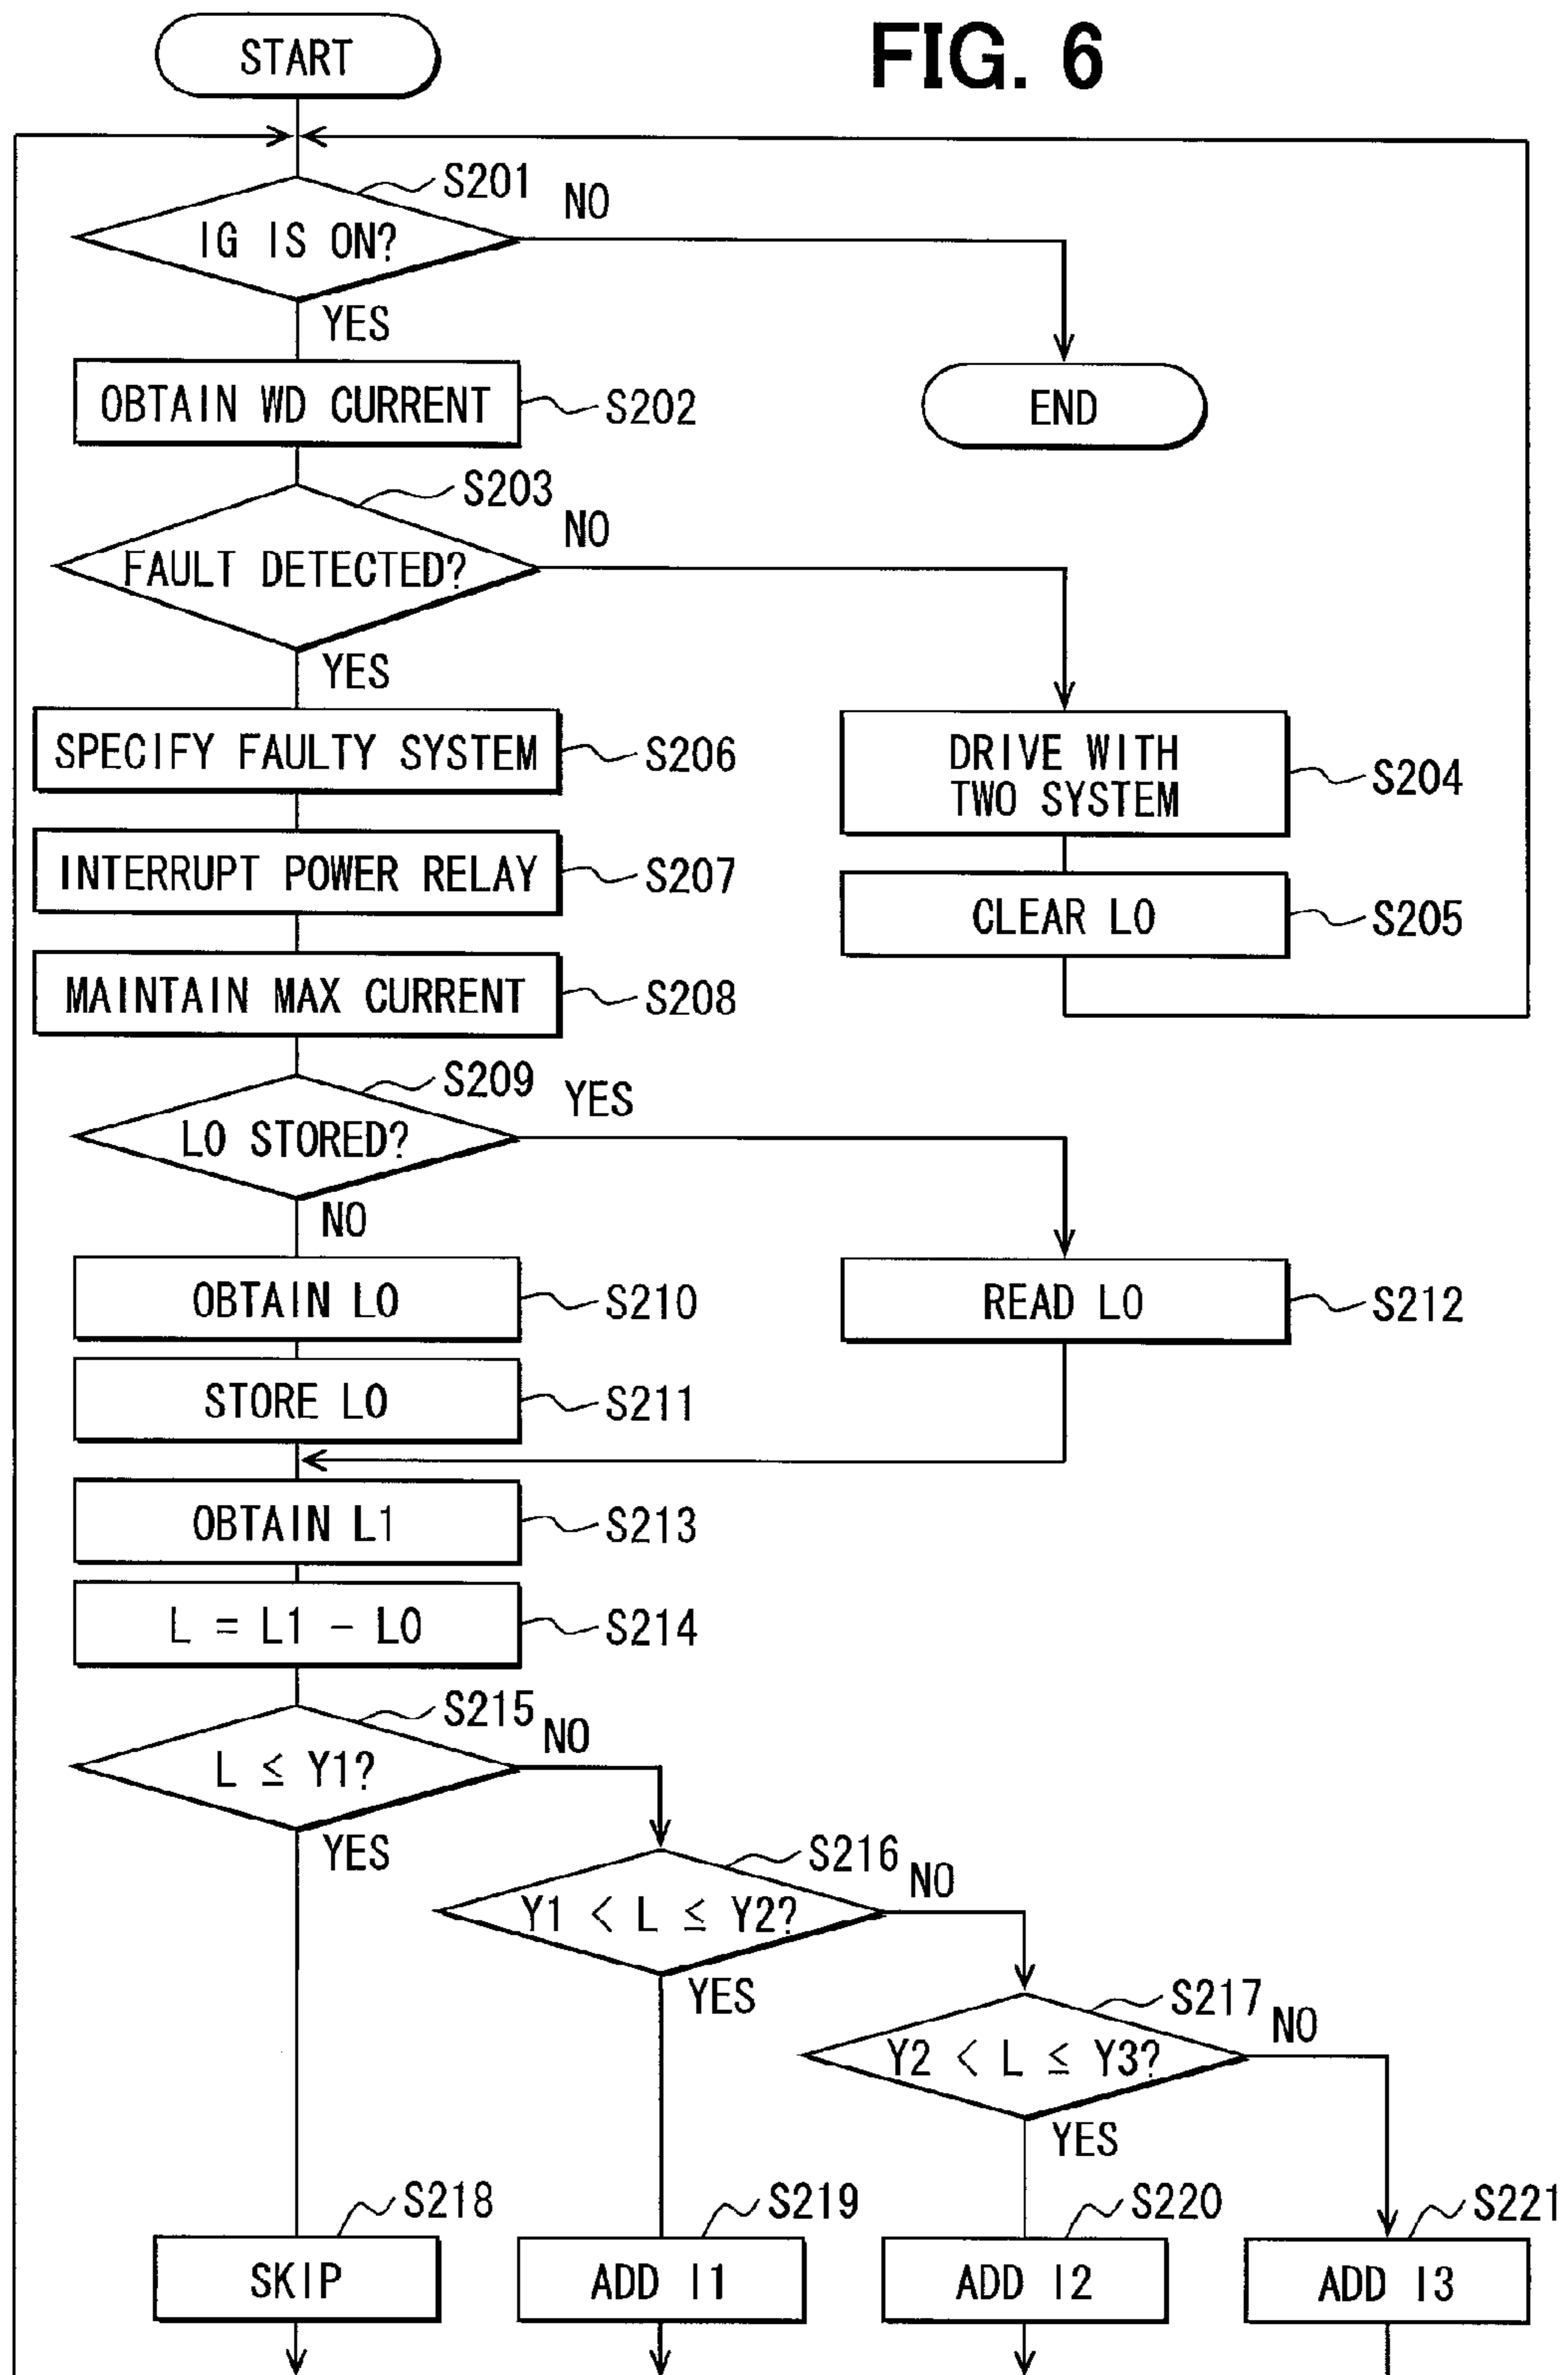 FIG. 6
START
S201
NO
IG IS ON?
YES
OBTAIN WD CURRENT
S202
END
S203
NO
FAULT DETECTED?
YES
SPECIFY FAULTY SYSTEM
S206
DRIVE WITH
TWO SYSTEM
S204
INTERRUPT POWER RELAY
S207
CLEAR L0
S205
MAINTAIN MAX CURRENT
S208
S209
YES
L0 STORED?
NO
OBTAIN L0
S210
READ L0
S212
STORE L0
S211
OBTAIN L1
S213
L = L1 - L0
S214
S215
NO
L ≤ Y1?
YES
S216
NO
Y1 < L ≤ Y2?
YES
S217
NO
Y2 < L ≤ Y3?
YES
S218
SKIP
S219
ADD I1
S220
ADD I2
S221
ADD I3